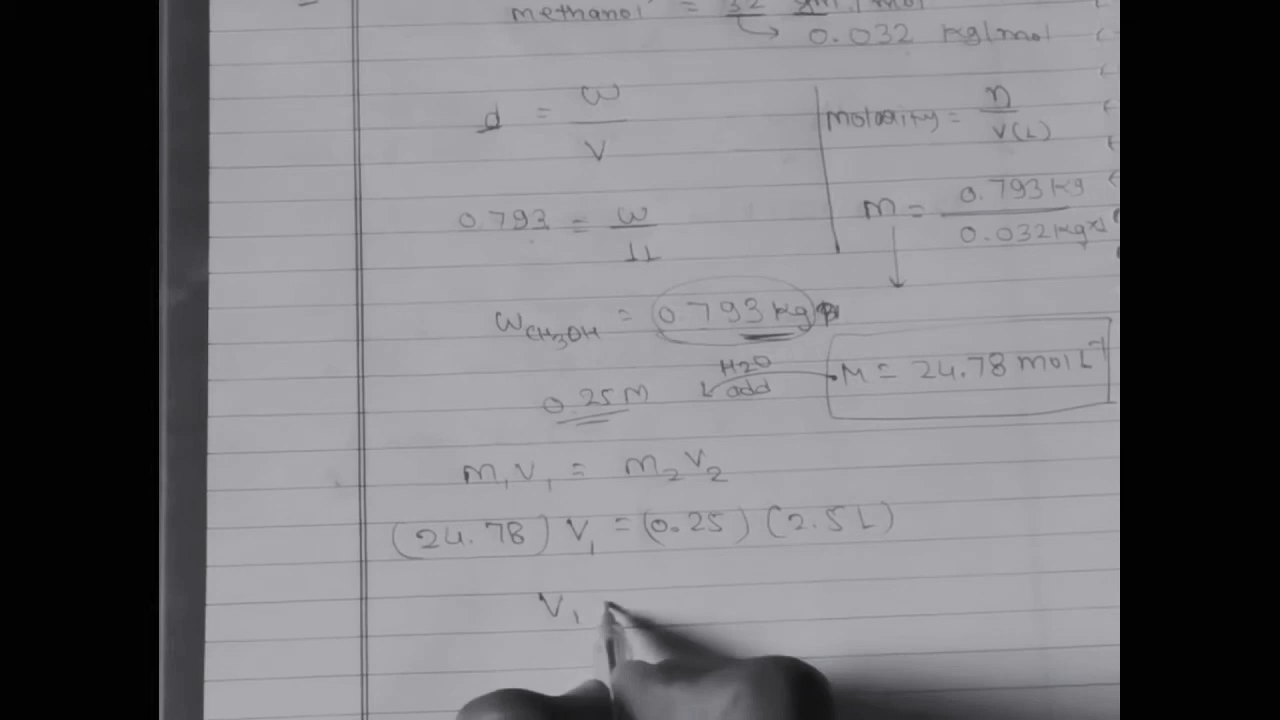 methanol = 32 gm/mol
→ 0.032 kg/mol
d = w/V
molarity = n/V(L)
0.793 = w/1L
M = 0.793 kg/0.032 kg×1
wCH3OH = 0.793 kg
0.25 M H2O add M = 24.78 mol L⁻¹
M₁V₁ = M₂V₂
(24.78) V₁ = (0.25) (2.5 L)
V₁